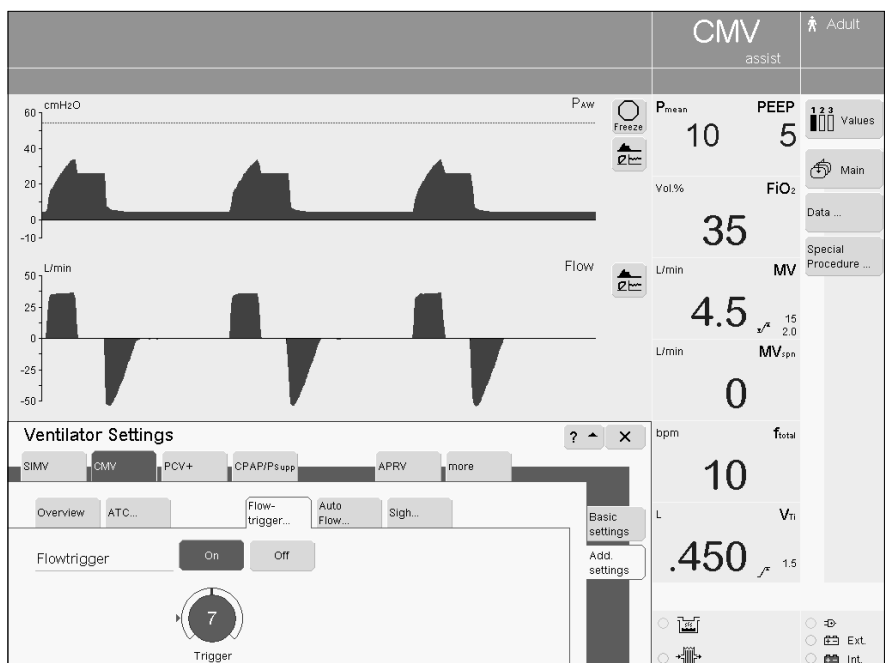 CMV
assist
Adult
cmH2O
PAW
60
40
20
0
-10
Freeze
L/min
Flow
50
25
0
-25
-50
Pmean PEEP
10 5
Vol.% FiO2
35
L/min MV
4.5 15
2.0
L/min MVspn
0
bpm ftotal
10
L VTi
.450 1.5
1 2 3
Values
Main
Data ...
Special
Procedure ...
Ventilator Settings
?
SIMV CMV PCV+ CPAP/Psupp APRV more
Overview ATC... Flow-
trigger... Auto
Flow... Sigh...
Basic
settings
Add.
settings
Flowtrigger On Off
7
Trigger
Ext.
Int.